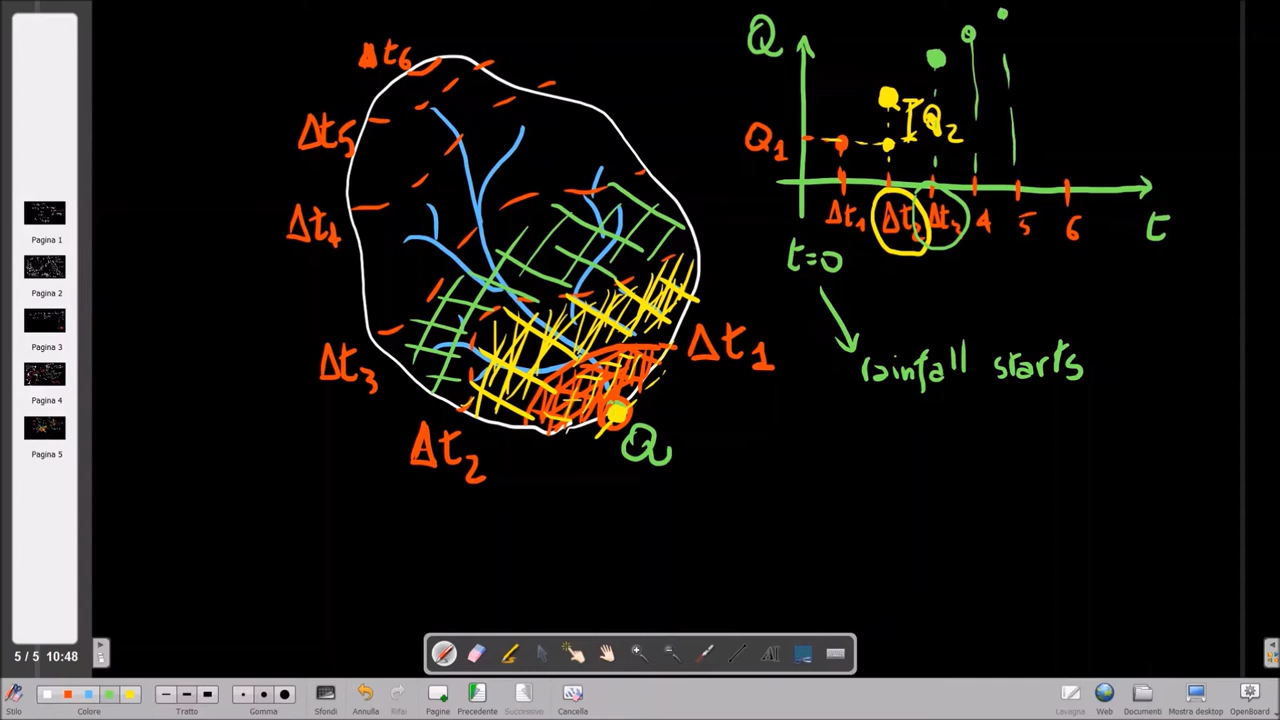 Pagina 1
Pagina 2
Pagina 3
Pagina 4
Pagina 5
5 / 5 10:48
Δt6
Δt5
Δt4
Δt3
Δt2
Δt1
Q
Q
Q1
Q2
Δt1 Δt2 Δt3 4 5 6 t
t=0
rainfall starts
Stilo
Colore
Tratto
Gomma
Sfondi
Annulla
Rifai
Pagine
Precedente
Successivo
Cancella
Lavagna
Web
Documenti
Mostra desktop
OpenBoard